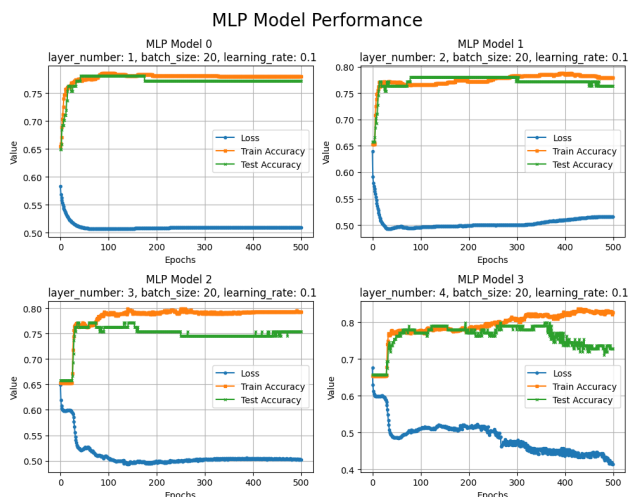 MLP Model Performance
MLP Model 0
layer_number: 1, batch_size: 20, learning_rate: 0.1
0.75
0.70
0.65
0.60
0.55
0.50
Value
Loss
Train Accuracy
Test Accuracy
0
100
200
300
400
500
Epochs
MLP Model 1
layer_number: 2, batch_size: 20, learning_rate: 0.1
0.80
0.75
0.70
0.65
0.60
0.55
0.50
Value
Loss
Train Accuracy
Test Accuracy
0
100
200
300
400
500
Epochs
MLP Model 2
layer_number: 3, batch_size: 20, learning_rate: 0.1
0.80
0.75
0.70
0.65
0.60
0.55
0.50
Value
Loss
Train Accuracy
Test Accuracy
0
100
200
300
400
500
Epochs
MLP Model 3
layer_number: 4, batch_size: 20, learning_rate: 0.1
0.8
0.7
0.6
0.5
0.4
Value
Loss
Train Accuracy
Test Accuracy
0
100
200
300
400
500
Epochs